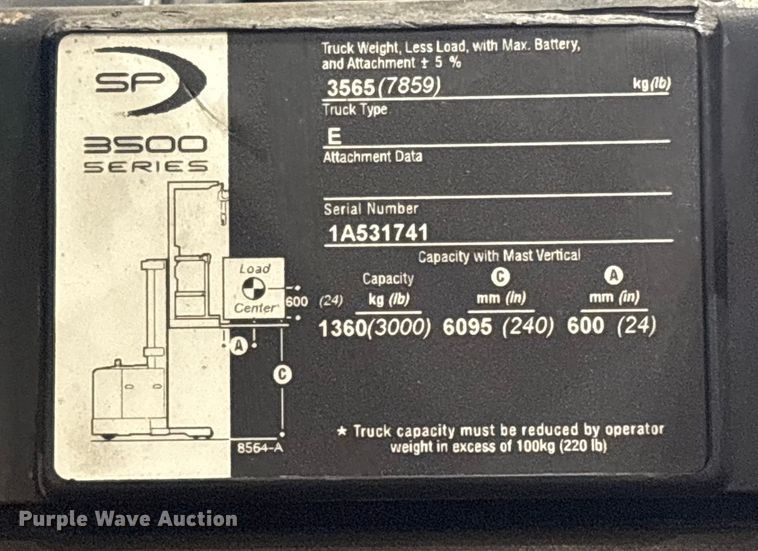 SP
3500
SERIES
Truck Weight, Less Load, with Max. Battery,
and Attachment ± 5 %
3565(7859) kg(lb)
Truck Type
E
Attachment Data
Serial Number
1A531741
Capacity with Mast Vertical
Capacity C A
kg (lb) mm (in) mm (in)
1360(3000) 6095 (240) 600 (24)
Load
Center
600 (24)
A
C
8564-A
* Truck capacity must be reduced by operator
weight in excess of 100kg (220 lb)
Purple Wave Auction